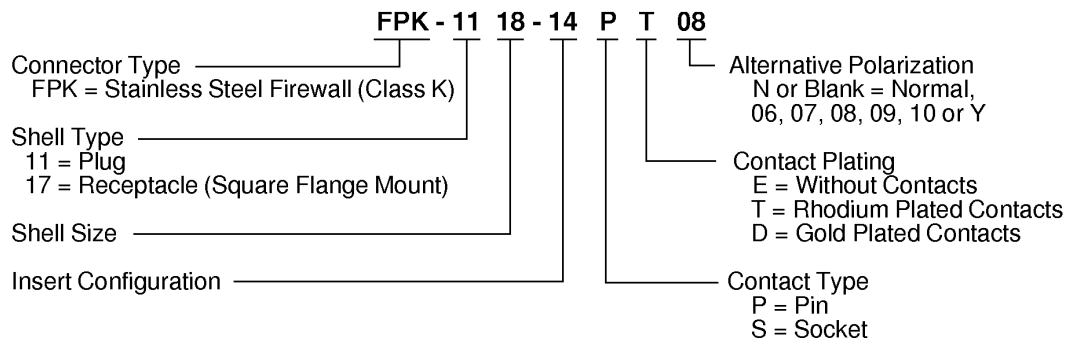 FPK - 11 18 - 14 P T 08
Connector Type
FPK = Stainless Steel Firewall (Class K)
Shell Type
11 = Plug
17 = Receptacle (Square Flange Mount)
Shell Size
Insert Configuration
Alternative Polarization
N or Blank = Normal,
06, 07, 08, 09, 10 or Y
Contact Plating
E = Without Contacts
T = Rhodium Plated Contacts
D = Gold Plated Contacts
Contact Type
P = Pin
S = Socket